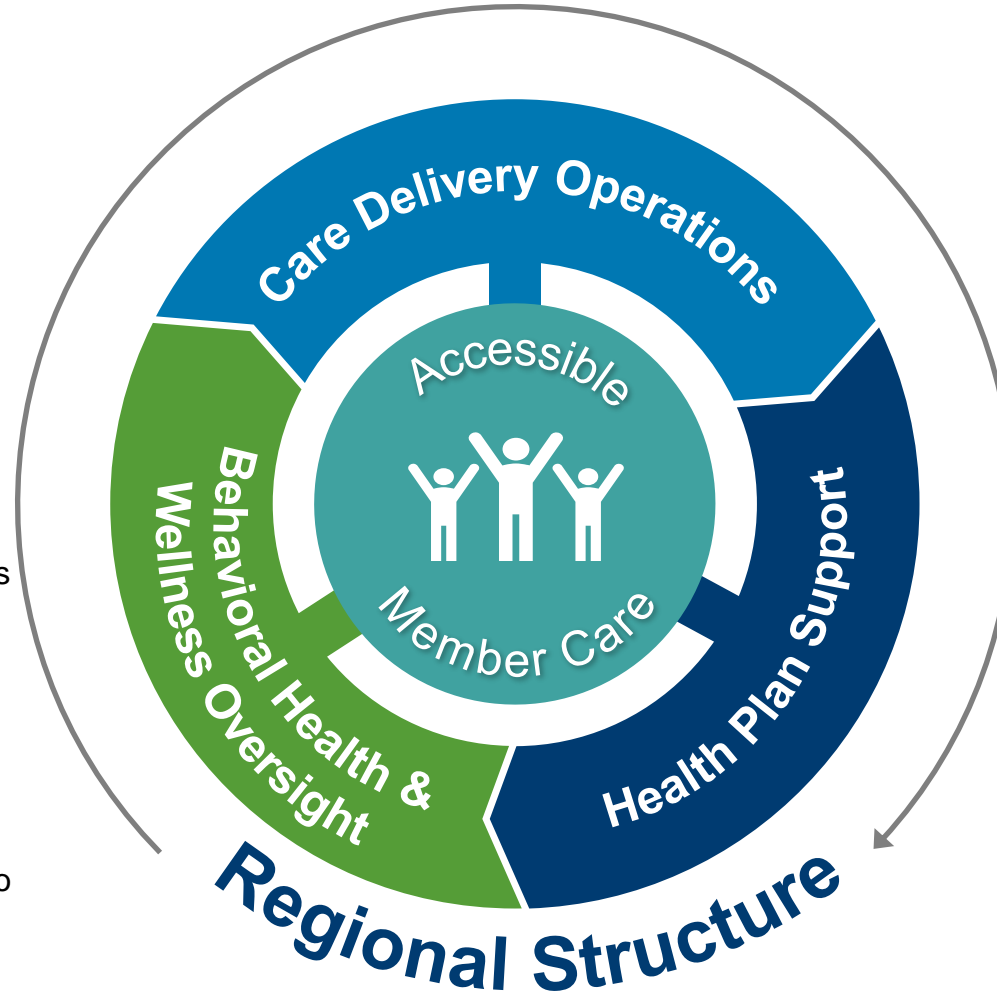 Care Delivery Operations
Accessible
Member Care
Health Plan Support
Behavioral Health &
Wellness Oversight
s
o
Regional Structure